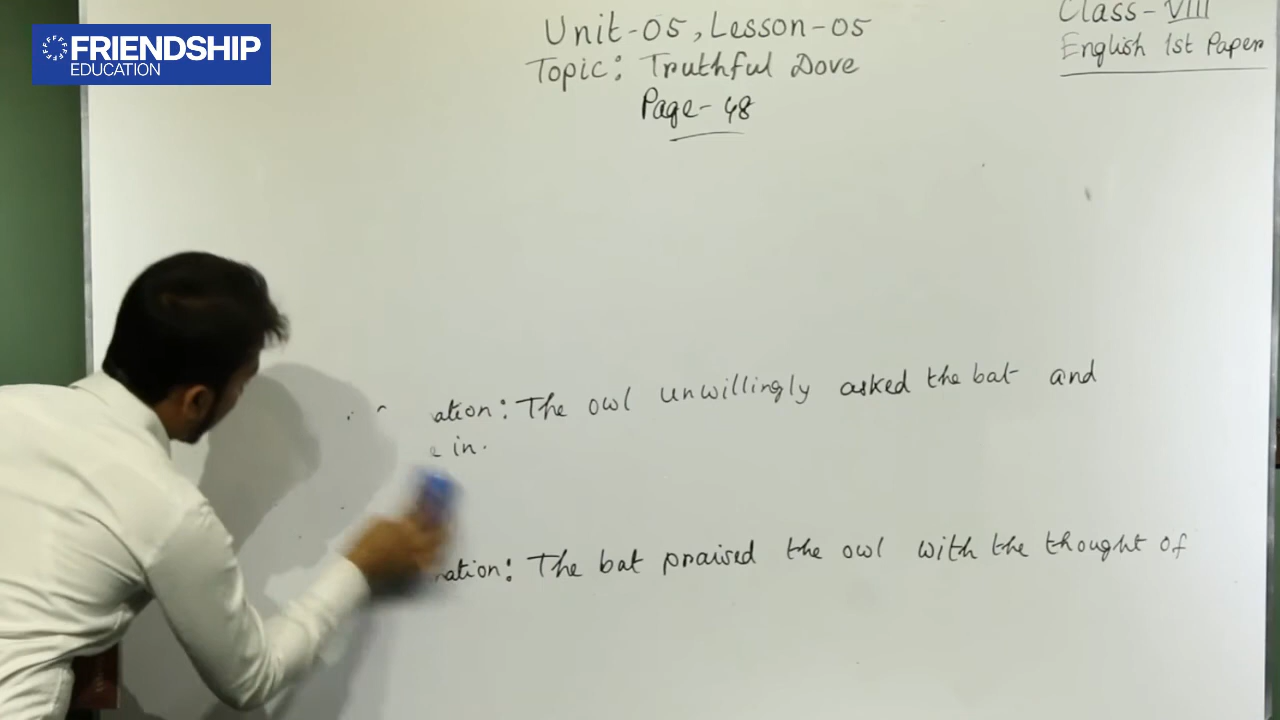 FRIENDSHIP
EDUCATION
Unit-05, Lesson-05
Topic: Truthful Dove
Page-48
Class-VIII
English 1st Paper
ation: The owl unwillingly asked the bat and
in.
nation: The bat praised the owl with the thought of